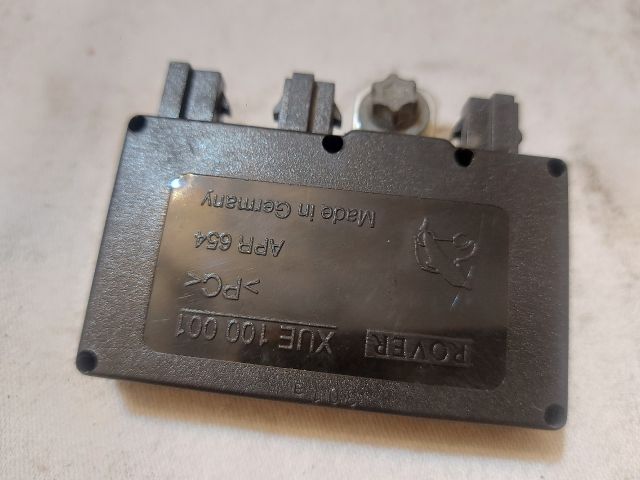 ROVER
XUE 100 001
>PC<
APR 654
Made in Germany